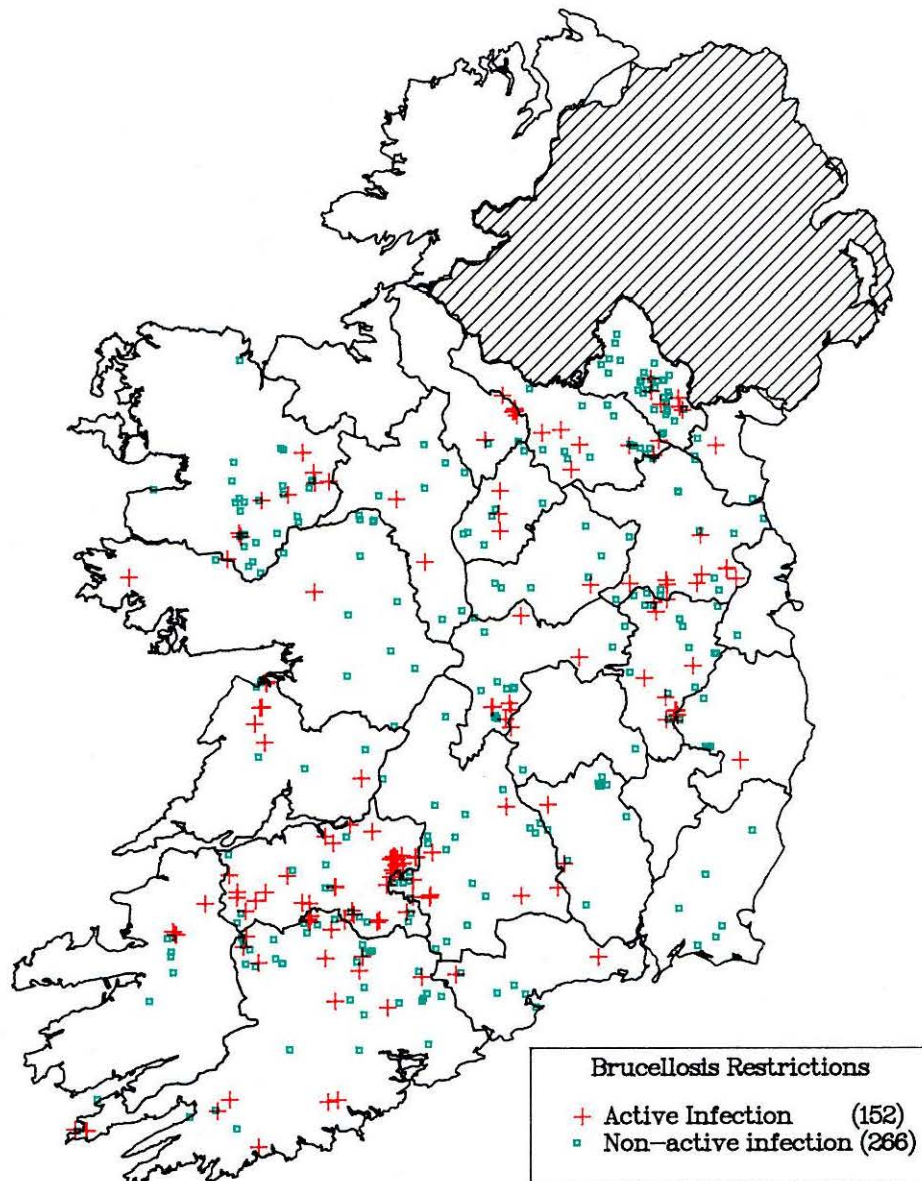 Brucellosis Restrictions
Active Infection (152)
Non-active infection (266)